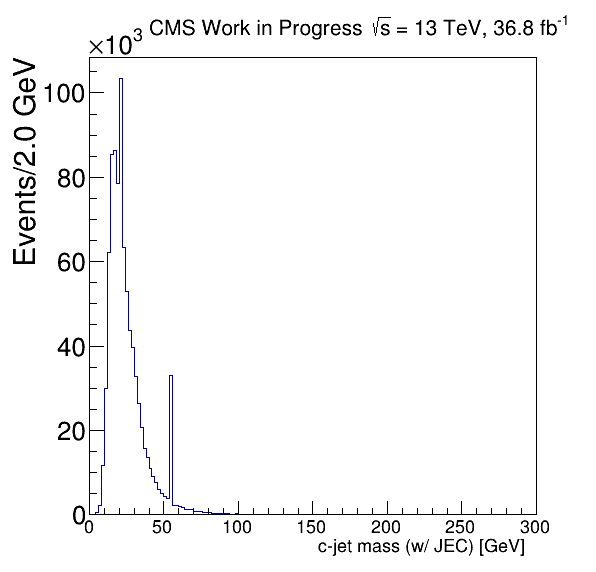 ×10³ CMS Work in Progress √s = 13 TeV, 36.8 fb⁻¹
Events/2.0 GeV
100
80
60
40
20
0
0 50 100 150 200 250 300
c-jet mass (w/ JEC) [GeV]